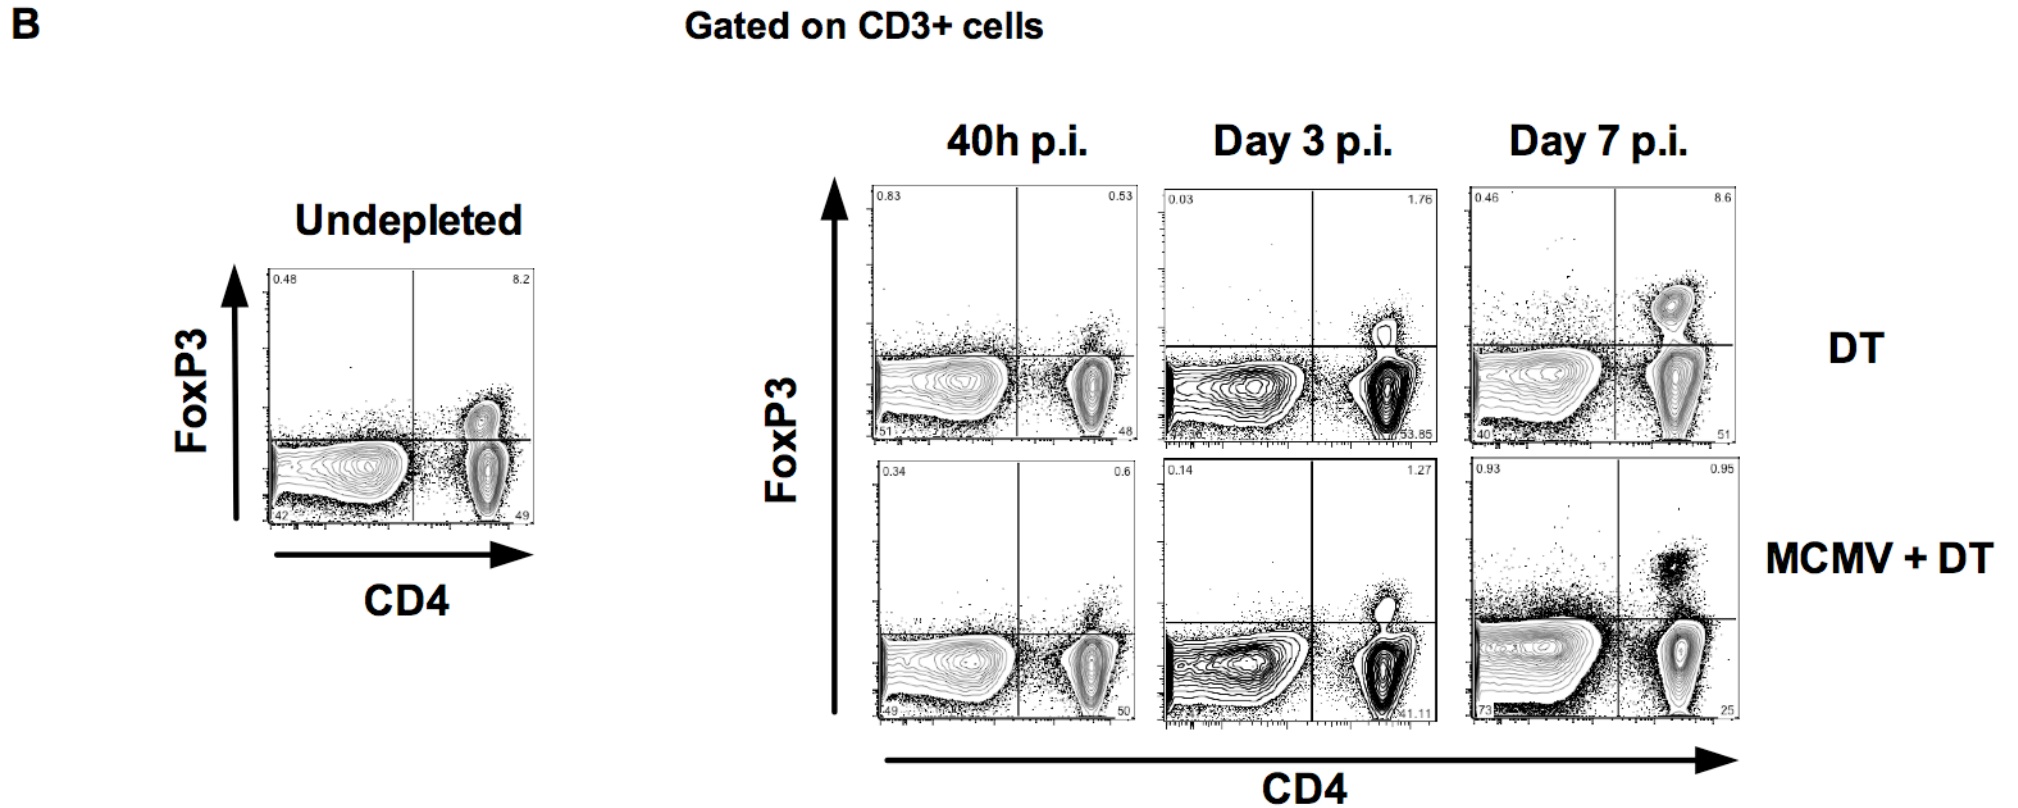 B
Gated on CD3+ cells
40h p.i.
Day 3 p.i.
Day 7 p.i.
Undepleted
0.48
8.2
42
49
FoxP3
CD4
0.83
0.53
51
48
0.03
1.76
53.85
0.46
8.6
40
51
DT
0.34
0.6
49
50
0.14
1.27
41.11
0.93
0.95
73
25
MCMV + DT
FoxP3
CD4